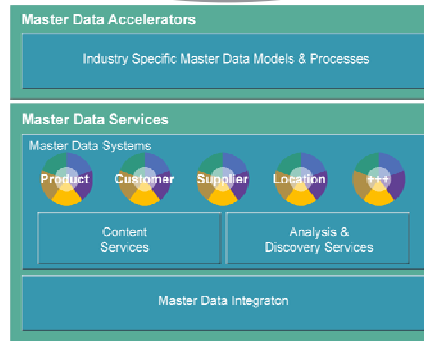 Master Data Accelerators
Industry Specific Master Data Models & Processes
Master Data Services
Master Data Systems
Product Customer Supplier Location +++
Content
Services
Analysis &
Discovery Services
Master Data Integraton